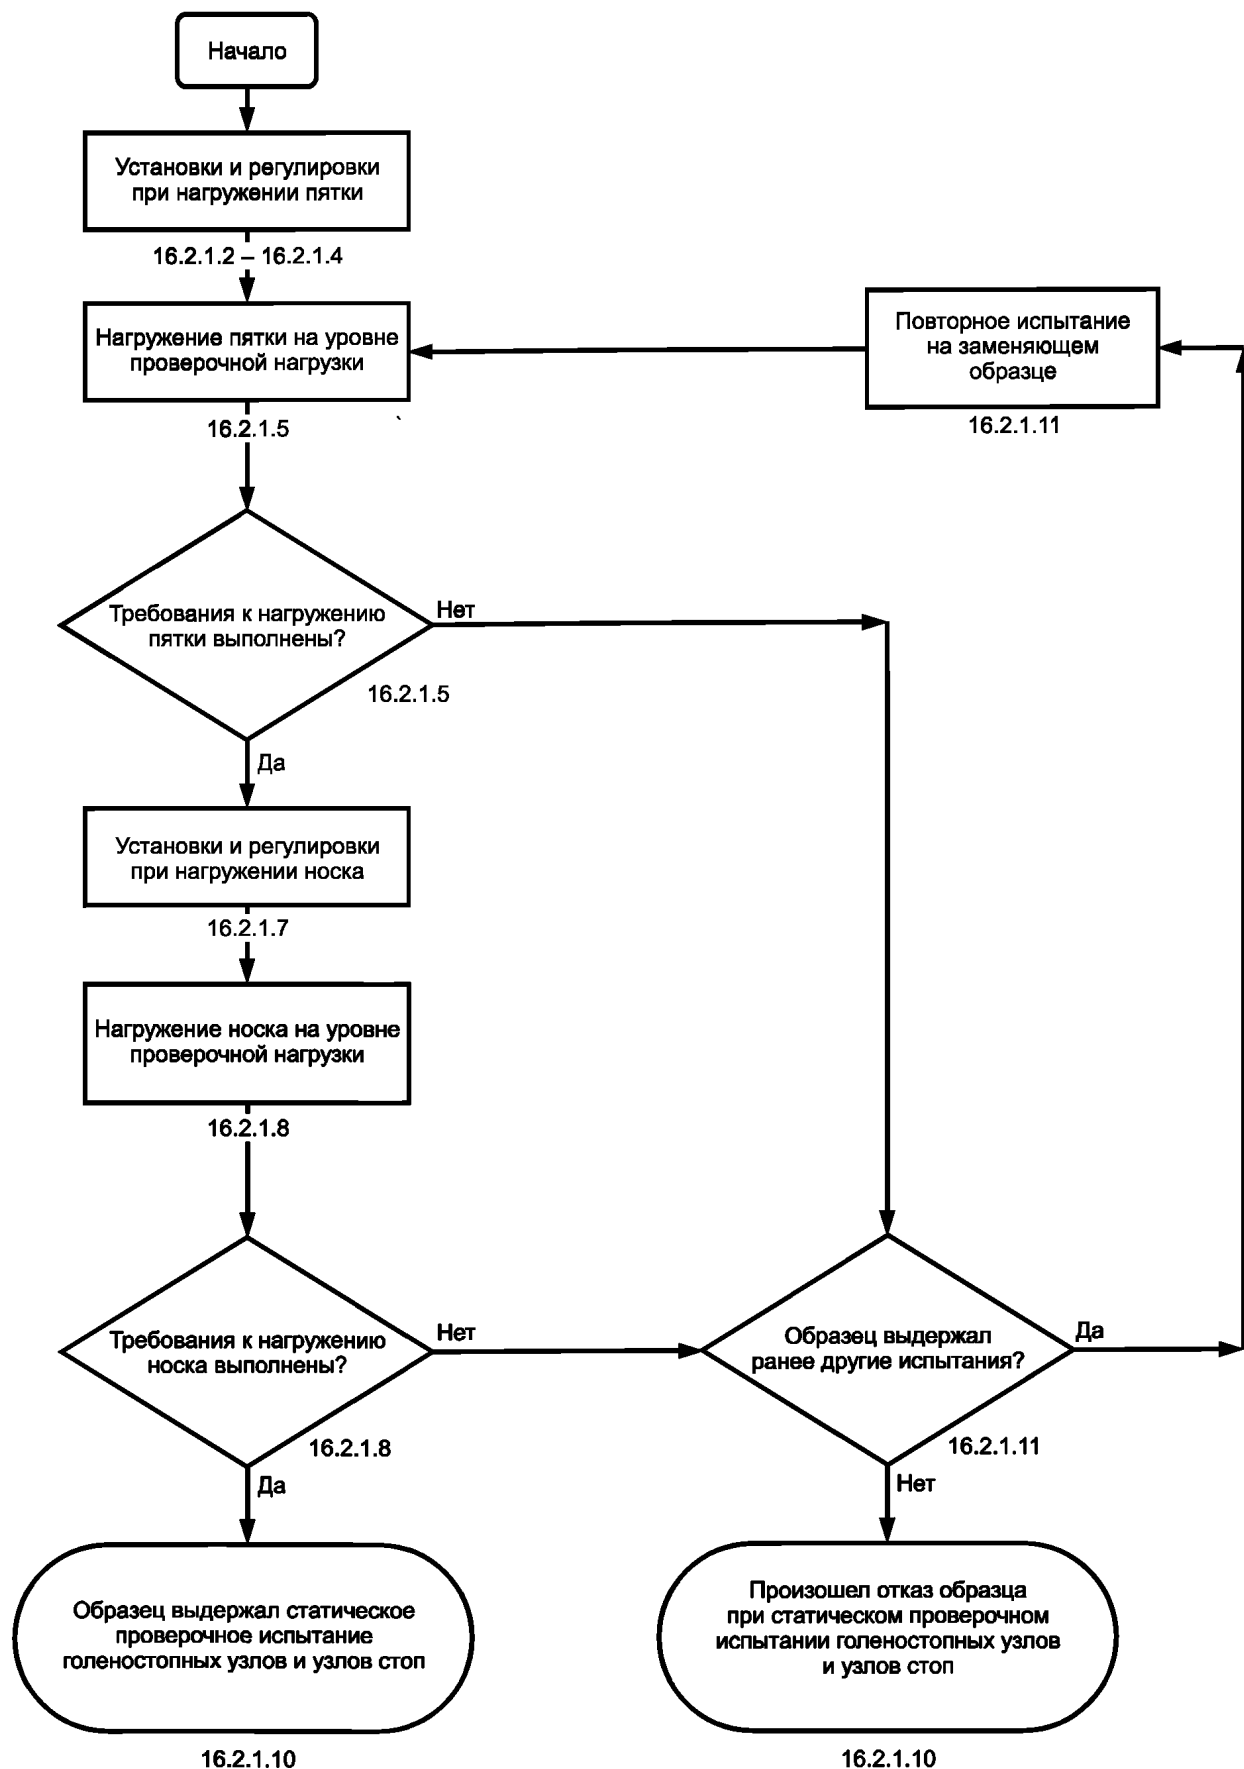 Начало
Установки и регулировки
при нагружении пятки
16.2.1.2 – 16.2.1.4
Нагружение пятки на уровне
проверочной нагрузки
16.2.1.5
Повторное испытание
на заменяющем
образце
16.2.1.11
Требования к нагружению
пятки выполнены?
Нет
16.2.1.5
Да
Установки и регулировки
при нагружении носка
16.2.1.7
Нагружение носка на уровне
проверочной нагрузки
16.2.1.8
Требования к нагружению
носка выполнены?
Нет
16.2.1.8
Да
Образец выдержал
ранее другие испытания?
Да
16.2.1.11
Нет
Образец выдержал статическое
проверочное испытание
голеностопных узлов и узлов стоп
16.2.1.10
Произошел отказ образца
при статическом проверочном
испытании голеностопных узлов
и узлов стоп
16.2.1.10